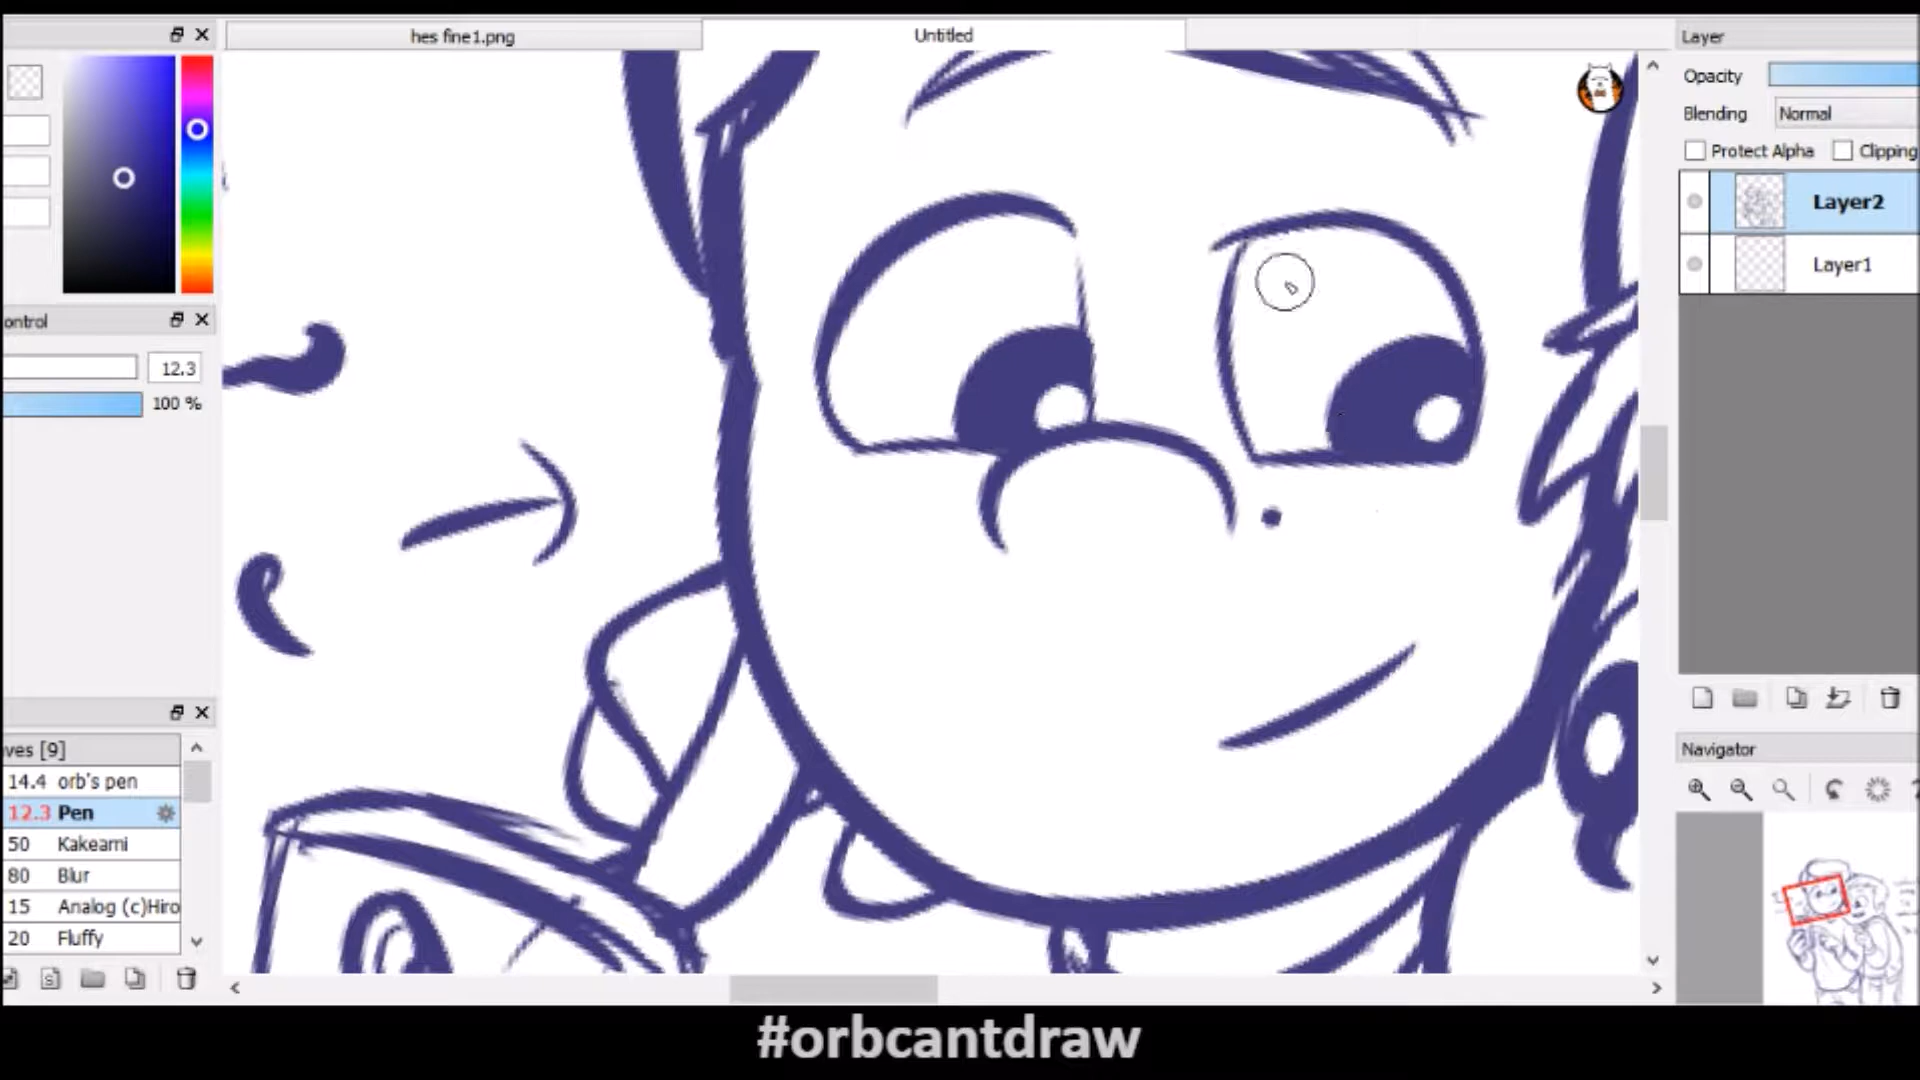 hes fine1.png
Untitled
Layer
Opacity
Blending
Normal
Protect Alpha
Clipping
Layer2
Layer1
ontrol
12.3
100 %
ves [9]
14.4 orb's pen
12.3 Pen
50 Kakeami
80 Blur
15 Analog (c)Hiro
20 Fluffy
Navigator
#orbcantdraw